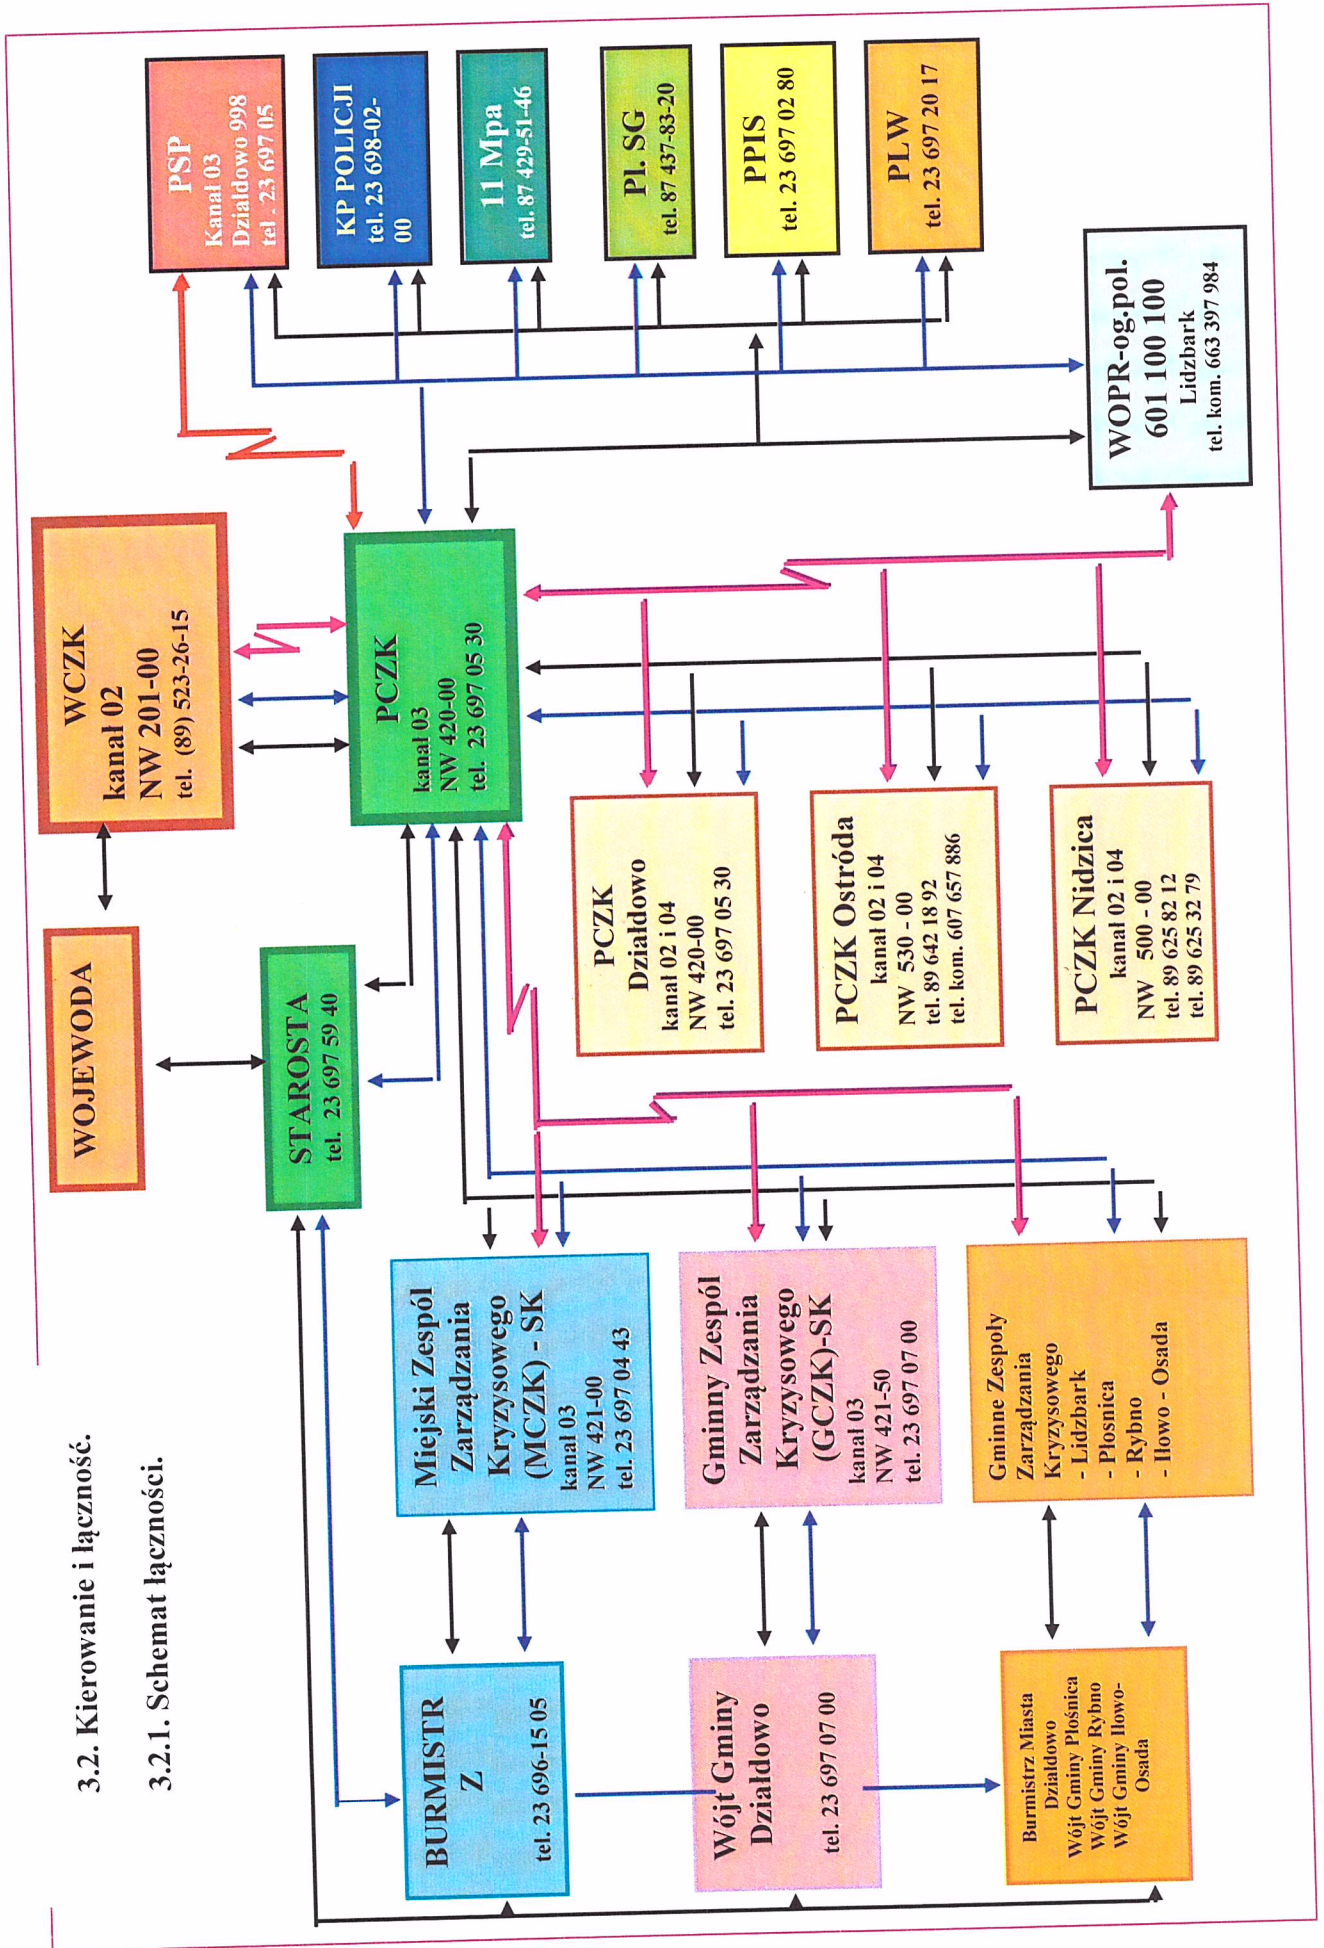 3.2. Kierowanie i łączność.
3.2.1. Schemat łączności.
WOJEWODA
WCZK
kanał 02
NW 201-00
tel. (89) 523-26-15
STAROSTA
tel. 23 697 59 40
PCZK
kanał 03
NW 420-00
tel. 23 697 05 30
PSP
Kanał 03
Działdowo 998
tel . 23 697 05
KP POLICJI
tel. 23 698-02-
00
11 Mpa
tel. 87 429-51-46
Pl. SG
tel. 87 437-83-20
PPIS
tel. 23 697 02 80
PLW
tel. 23 697 20 17
WOPR-og.pol.
601 100 100
Lidzbark
tel. kom. 663 397 984
PCZK
Działdowo
kanał 02 i 04
NW 420-00
tel. 23 697 05 30
PCZK Ostróda
kanał 02 i 04
NW 530 - 00
tel. 89 642 18 92
tel. kom. 607 657 886
PCZK Nidzica
kanał 02 i 04
NW 500 - 00
tel. 89 625 82 12
tel. 89 625 32 79
BURMISTR
Z
tel. 23 696-15 05
Miejski Zespól
Zarządzania
Kryzysowego
(MCZK) - SK
kanał 03
NW 421-00
tel. 23 697 04 43
Wójt Gminy
Działdowo
tel. 23 697 07 00
Gminny Zespól
Zarządzania
Kryzysowego
(GCZK)-SK
kanał 03
NW 421-50
tel. 23 697 07 00
Burmistrz Miasta
Działdowo
Wójt Gminy Płośnica
Wójt Gminy Rybno
Wójt Gminy Iłowo-
Osada
Gminne Zespoły
Zarządzania
Kryzysowego
- Lidzbark
- Płosnica
- Rybno
- Iłowo - Osada